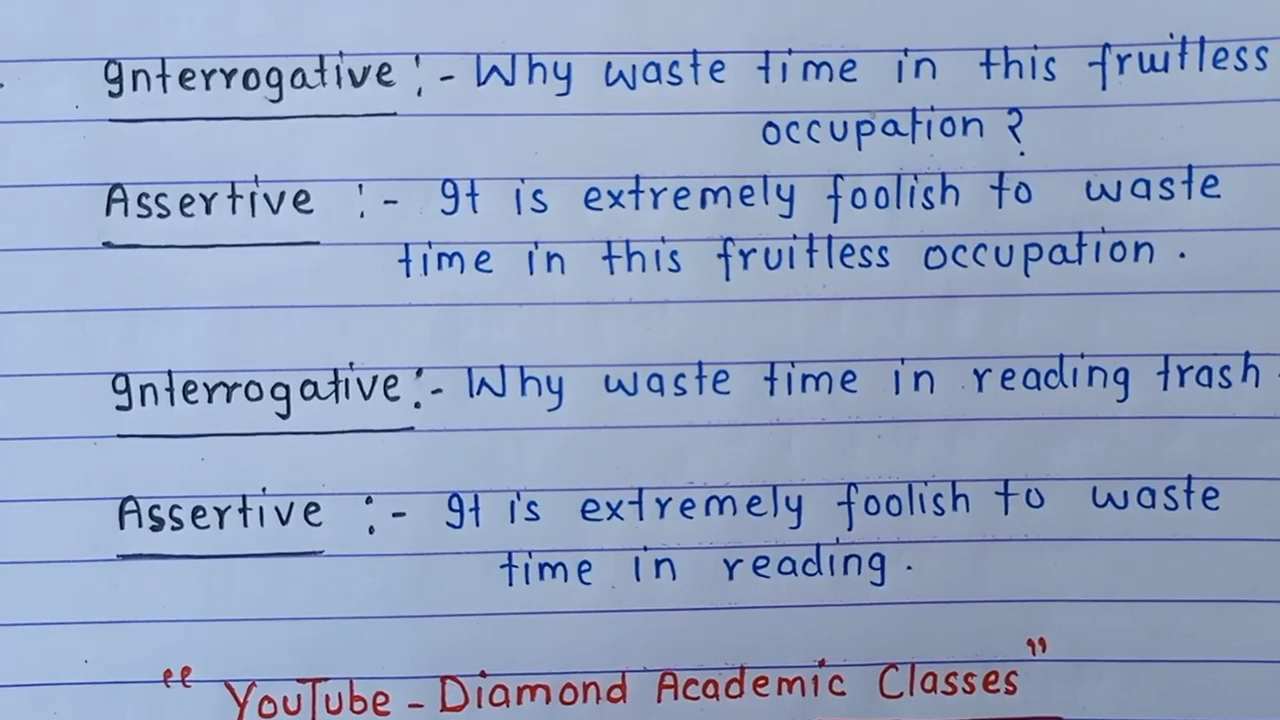 Interrogative :- Why waste time in this fruitless
occupation ?
Assertive :- It is extremely foolish to waste
time in this fruitless occupation .
Interrogative :- Why waste time in reading trash
Assertive :- It is extremely foolish to waste
time in reading .
" YouTube - Diamond Academic Classes "